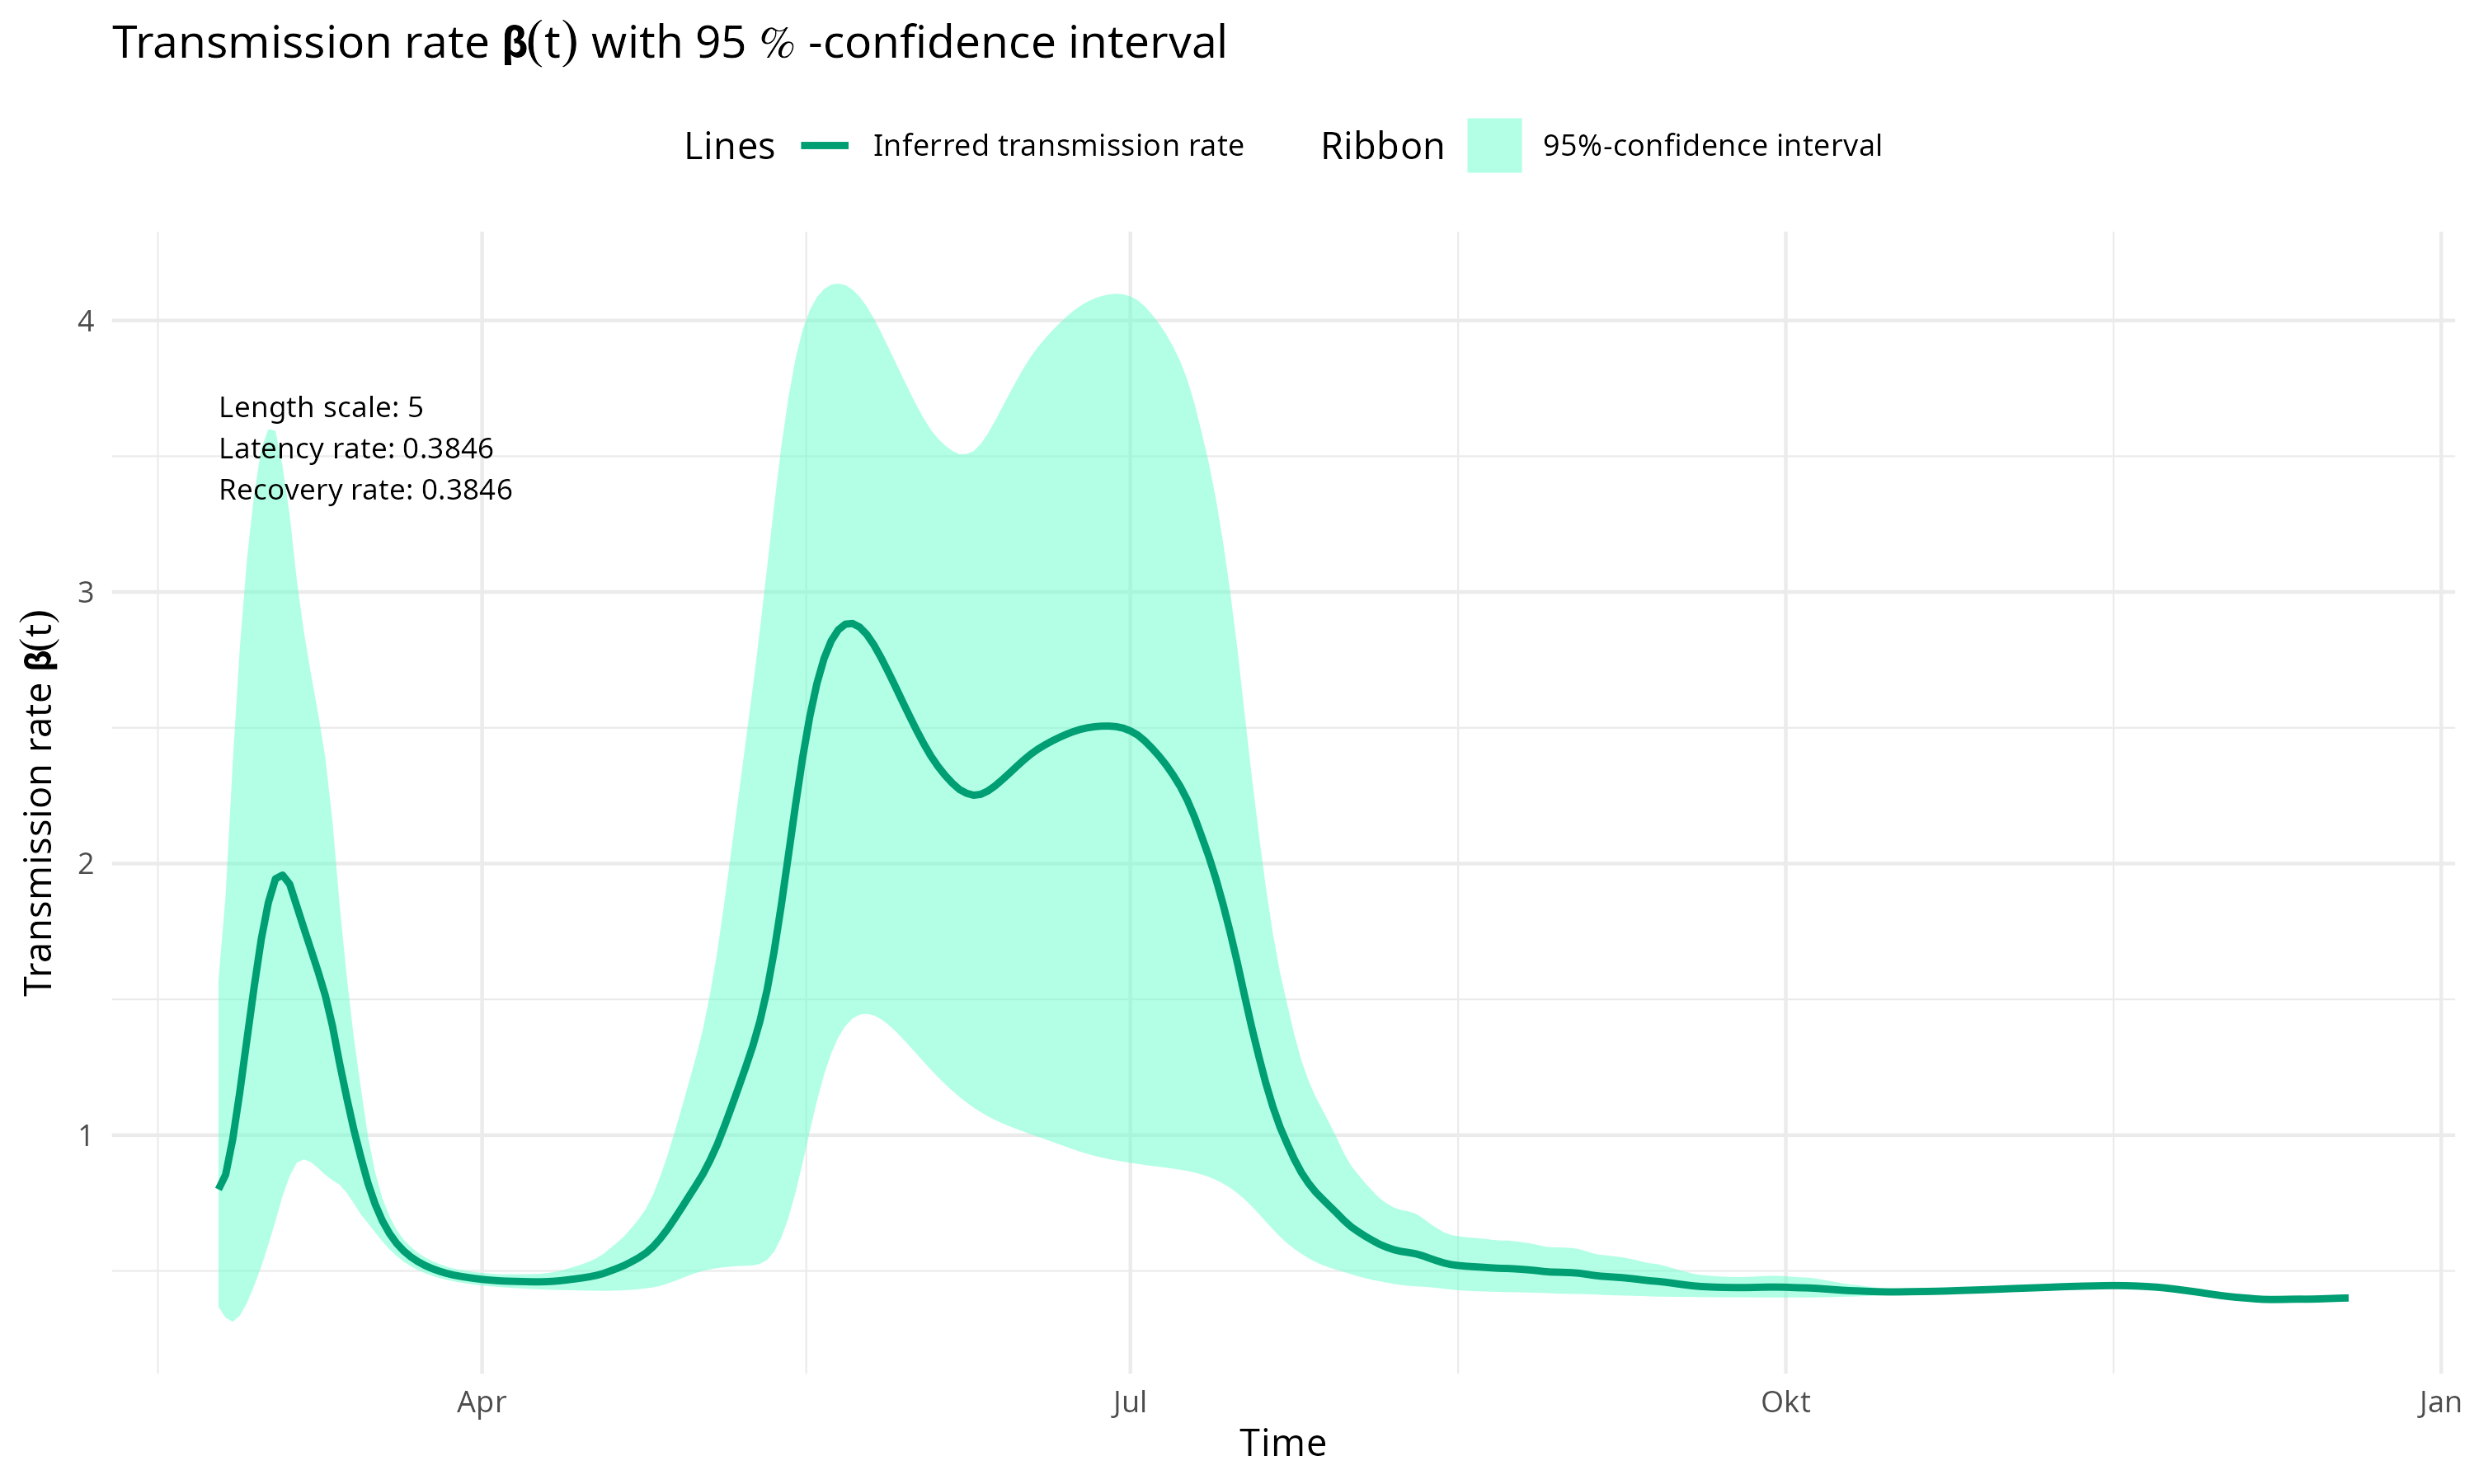 Transmission rate β(t) with 95 % -confidence interval
Lines Inferred transmission rate Ribbon 95%-confidence interval
4
Length scale: 5
Latency rate: 0.3846
Recovery rate: 0.3846
3
2
1
Transmission rate β(t)
Apr Jul Okt Jan
Time